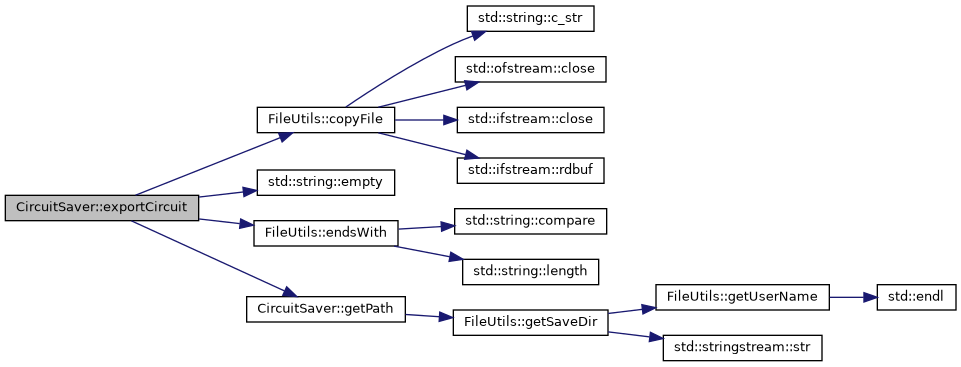 std::string::c_str
std::ofstream::close
FileUtils::copyFile
std::ifstream::close
std::ifstream::rdbuf
std::string::empty
CircuitSaver::exportCircuit
std::string::compare
FileUtils::endsWith
std::string::length
FileUtils::getUserName
std::endl
CircuitSaver::getPath
FileUtils::getSaveDir
std::stringstream::str